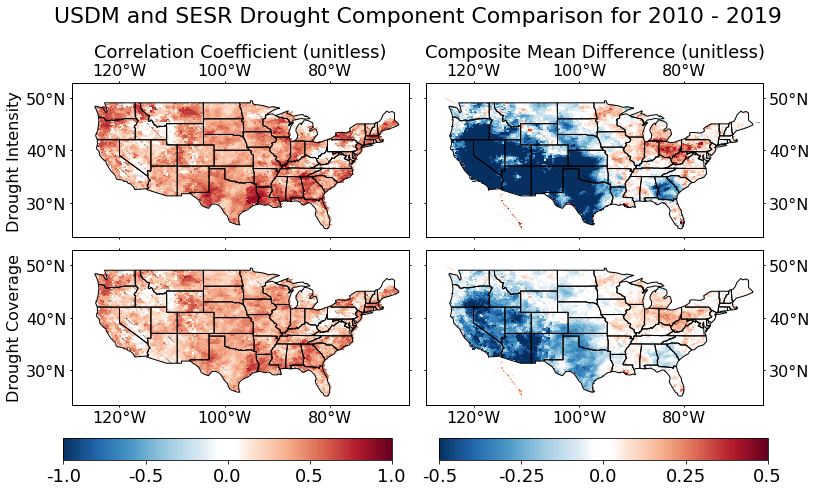 USDM and SESR Drought Component Comparison for 2010 - 2019
Correlation Coefficient (unitless) Composite Mean Difference (unitless)
120°W 100°W 80°W 120°W 100°W 80°W
Drought Intensity
50°N 50°N
40°N 40°N
30°N 30°N
Drought Coverage
50°N 50°N
40°N 40°N
30°N 30°N
120°W 100°W 80°W 120°W 100°W 80°W
-1.0 -0.5 0.0 0.5 1.0 -0.5 -0.25 0.0 0.25 0.5